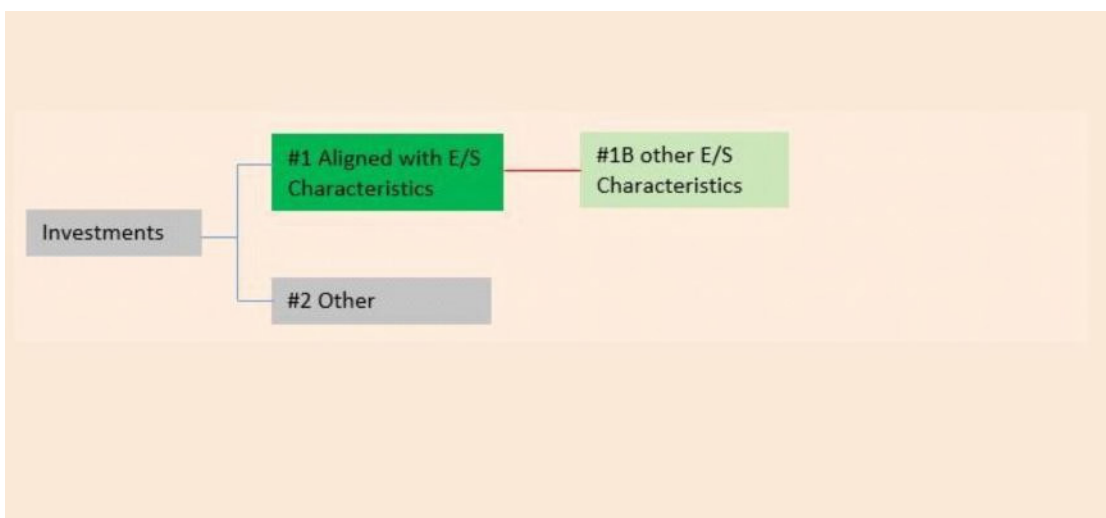 #1 Aligned with E/S
Characteristics
#1B other E/S
Characteristics
Investments
#2 Other